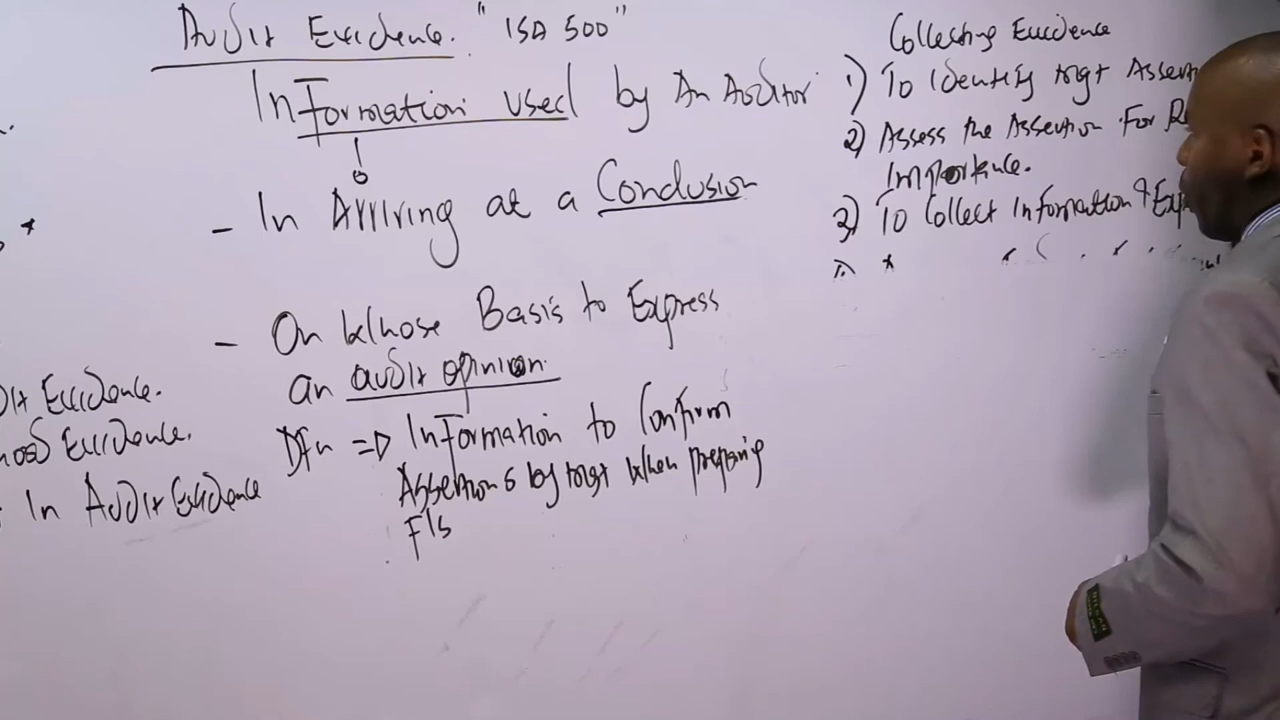 Audit Evidence. "ISA 500"
Information used by An Auditor
- In Arriving at a Conclusion
- On whose Basis to Express
an audit opinion.
Dfn => Information to Confirm
Assertions by mgt when preparing
F/s
Evidence.
Evidence.
In Audit Evidence
Collecting Evidence
1) To Identify mgt
2) Assess the Assertion For
Importance.
3) To Collect Information &